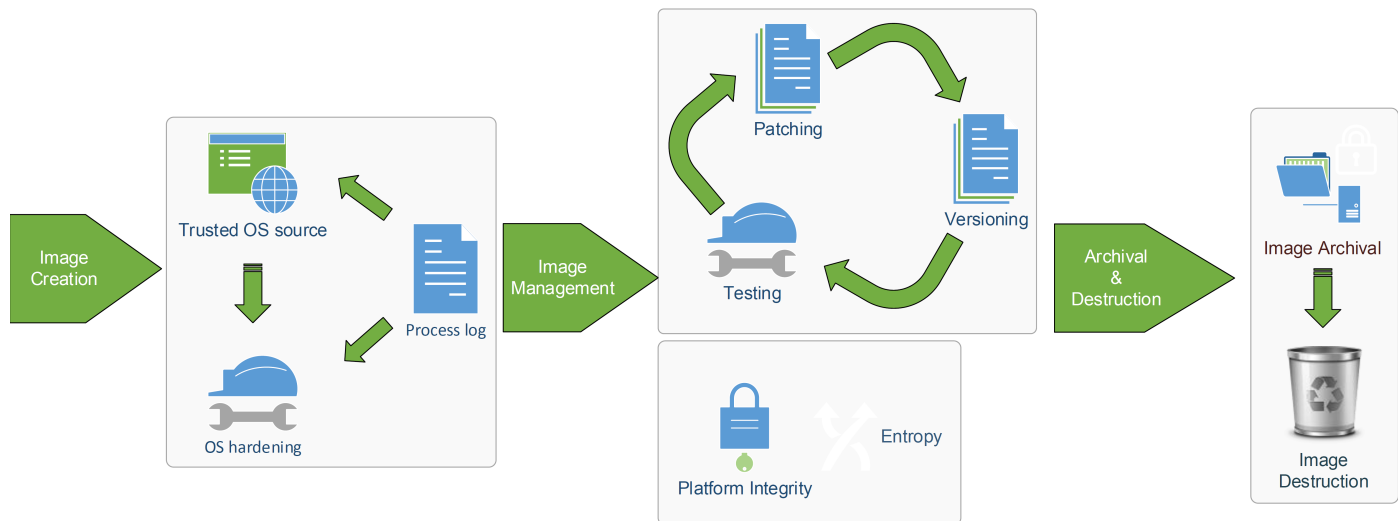 Image
Creation
Trusted OS source
Process log
OS hardening
Image
Management
Patching
Versioning
Testing
Platform Integrity
Entropy
Archival
&
Destruction
Image Archival
Image
Destruction